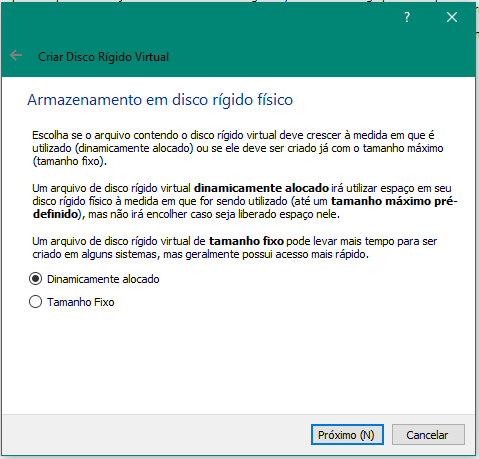 ?
Criar Disco Rígido Virtual
Armazenamento em disco rígido físico
Escolha se o arquivo contendo o disco rígido virtual deve crescer à medida em que é
utilizado (dinamicamente alocado) ou se ele deve ser criado já com o tamanho máximo
(tamanho fixo).
Um arquivo de disco rígido virtual dinamicamente alocado irá utilizar espaço em seu
disco rígido físico à medida em que for sendo utilizado (até um tamanho máximo pré-
definido), mas não irá encolher caso seja liberado espaço nele.
Um arquivo de disco rígido virtual de tamanho fixo pode levar mais tempo para ser
criado em alguns sistemas, mas geralmente possui acesso mais rápido.
Dinamicamente alocado
Tamanho Fixo
Próximo (N) Cancelar